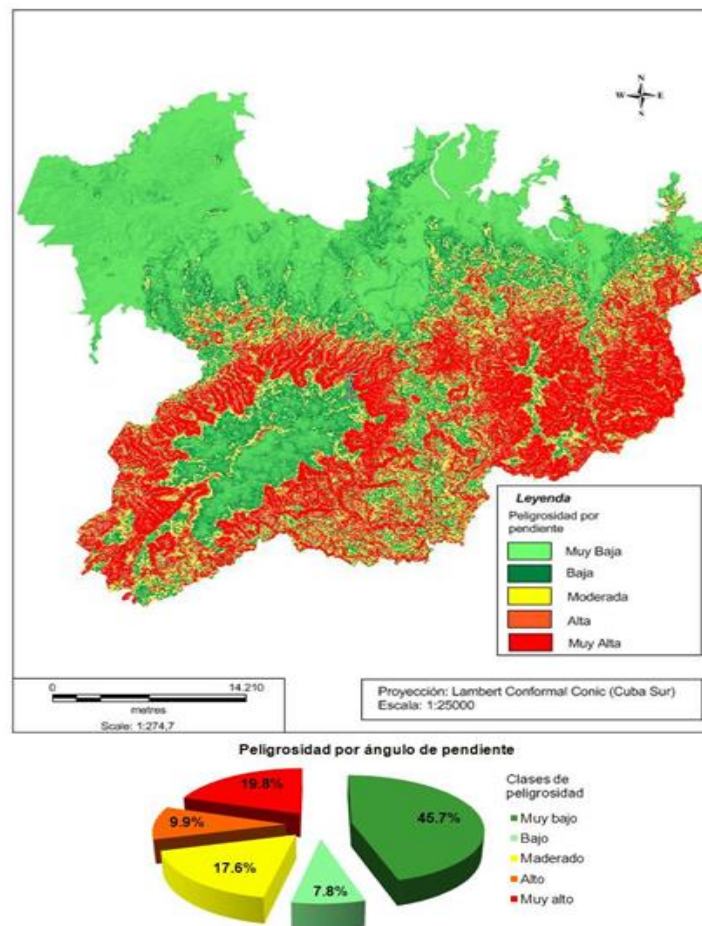 N
W E
S
Leyenda
Peligrosidad por
pendiente
Muy Baja
Baja
Moderada
Alta
Muy Alta
0 14.210
metres
Scale: 1:274,7
Proyección: Lambert Conformal Conic (Cuba Sur)
Escala: 1:25000
Peligrosidad por ángulo de pendiente
19.8%
9.9%
17.6%
7.8%
45.7%
Clases de
peligrosidad
Muy bajo
Bajo
Maderado
Alto
Muy alto